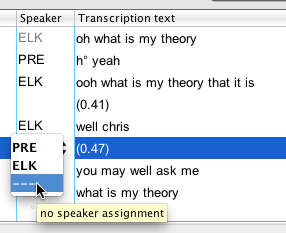 Speaker Transcription text
ELK oh what is my theory
PRE h° yeah
ELK ooh what is my theory that it is
(0.41)
ELK well chris
(0.47)
PRE
ELK you may well ask me
--- what is my theory
no speaker assignment